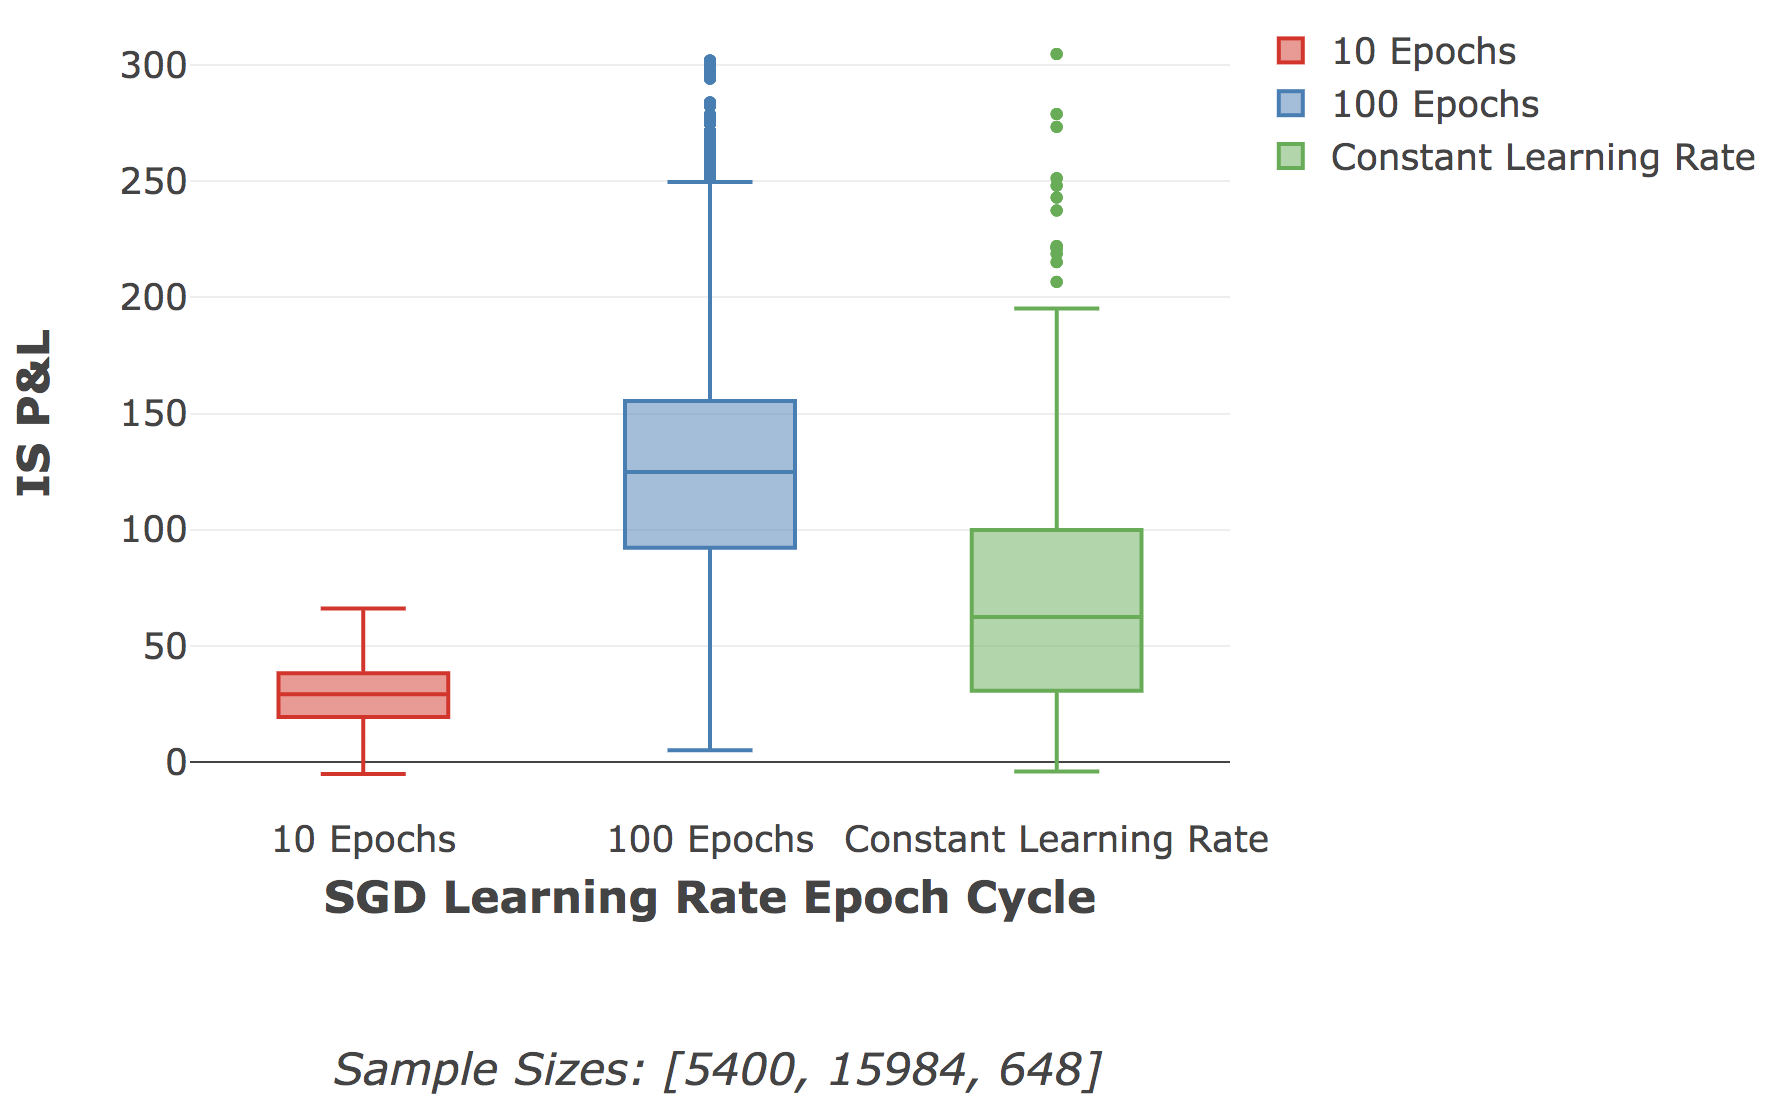 10 Epochs
100 Epochs
Constant Learning Rate
IS P&L
300
250
200
150
100
50
0
10 Epochs
100 Epochs
Constant Learning Rate
SGD Learning Rate Epoch Cycle
Sample Sizes: [5400, 15984, 648]